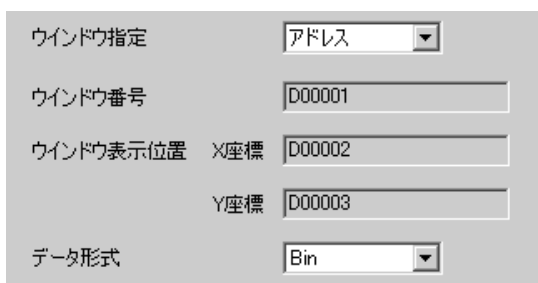 ウインドウ指定 アドレス
ウインドウ番号 D00001
ウインドウ表示位置 X座標 D00002
Y座標 D00003
データ形式 Bin